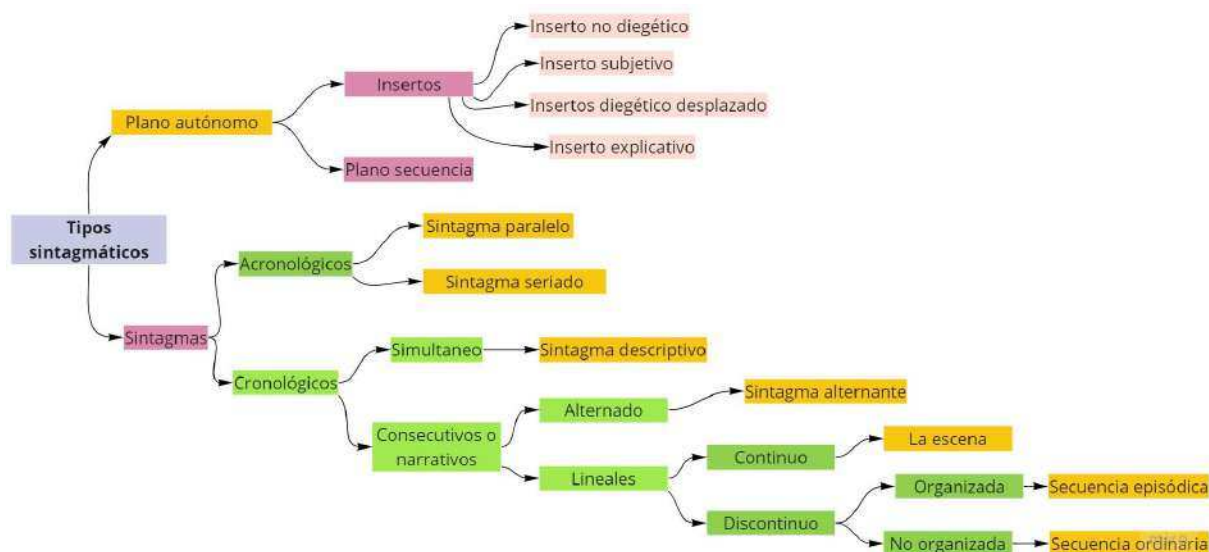 Inserto no diegético
Inserto subjetivo
Insertos
Insertos diegético desplazado
Plano autónomo
Inserto explicativo
Plano secuencia
Tipos
sintagmáticos
Sintagma paralelo
Acronológicos
Sintagma seriado
Sintagmas
Simultaneo
Sintagma descriptivo
Cronológicos
Alternado
Sintagma alternante
Consecutivos o
narrativos
La escena
Continuo
Lineales
Organizada
Secuencia episódica
Discontinuo
No organizada
Secuencia ordinaria
miro